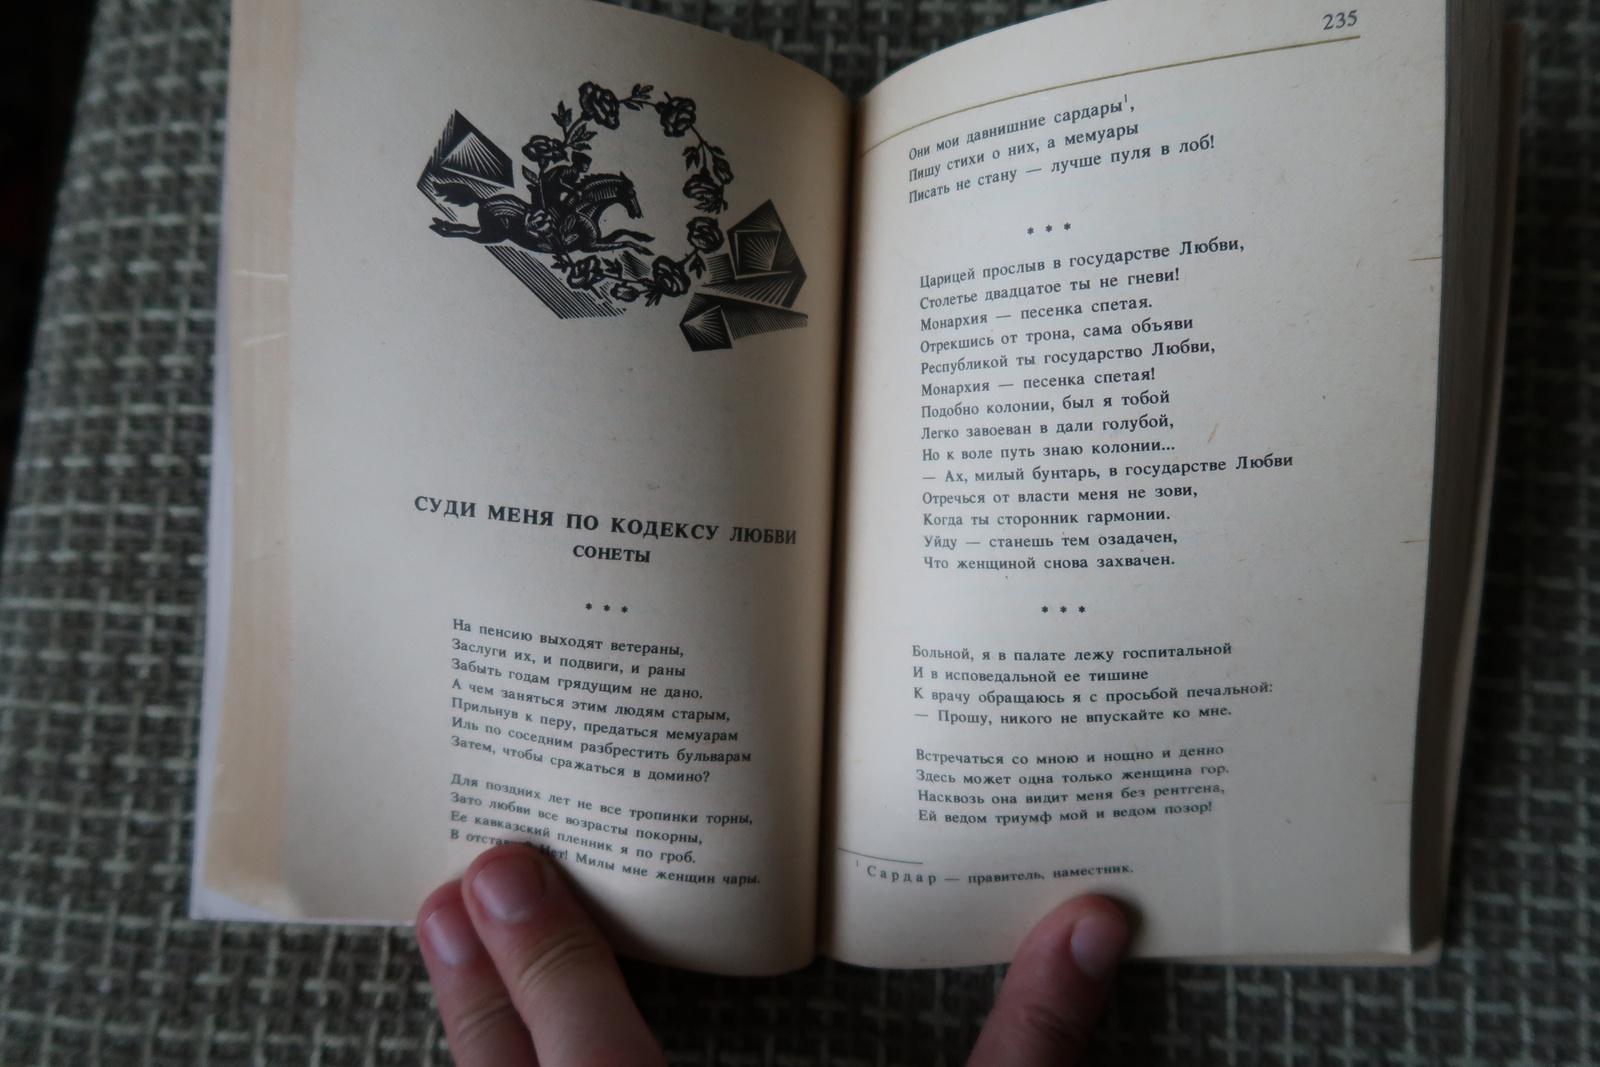 СУДИ МЕНЯ ПО КОДЕКСУ ЛЮБВИ
СОНЕТЫ
* * *
На пенсию выходят ветераны,
Заслуги их, и подвиги, и раны
Забыть годам грядущим не дано.
А чем заняться этим людям старым,
Прильнув к перу, предаться мемуарам
Иль по соседним разбрестить бульварам
Затем, чтобы сражаться в домино?
Для поздних лет не все тропинки торны,
Зато любви все возрасты покорны,
Ее кавказский пленник я по гроб.
В Нет! Милы мне женщин чары.
235
Они мои давнишние сардары¹,
Пишу стихи о них, а мемуары
Писать не стану — лучше пуля в лоб!
* * *
Царицей прослыв в государстве Любви,
Столетье двадцатое ты не гневи!
Монархия — песенка спетая.
Отрекшись от трона, сама объяви
Республикой ты государство Любви,
Монархия — песенка спетая!
Подобно колонии, был я тобой
Легко завоеван в дали голубой,
Но к воле путь знаю колонии...
— Ах, милый бунтарь, в государстве Любви
Отречься от власти меня не зови,
Когда ты сторонник гармонии.
Уйду — станешь тем озадачен,
Что женщиной снова захвачен.
* * *
Больной, я в палате лежу госпитальной
И в исповедальной ее тишине
К врачу обращаюсь я с просьбой печальной:
— Прошу, никого не впускайте ко мне.
Встречаться со мною и нощно и денно
Здесь может одна только женщина гор.
Насквозь она видит меня без рентгена,
Ей ведом триумф мой и ведом позор!
¹ Сардар — правитель, наместник.